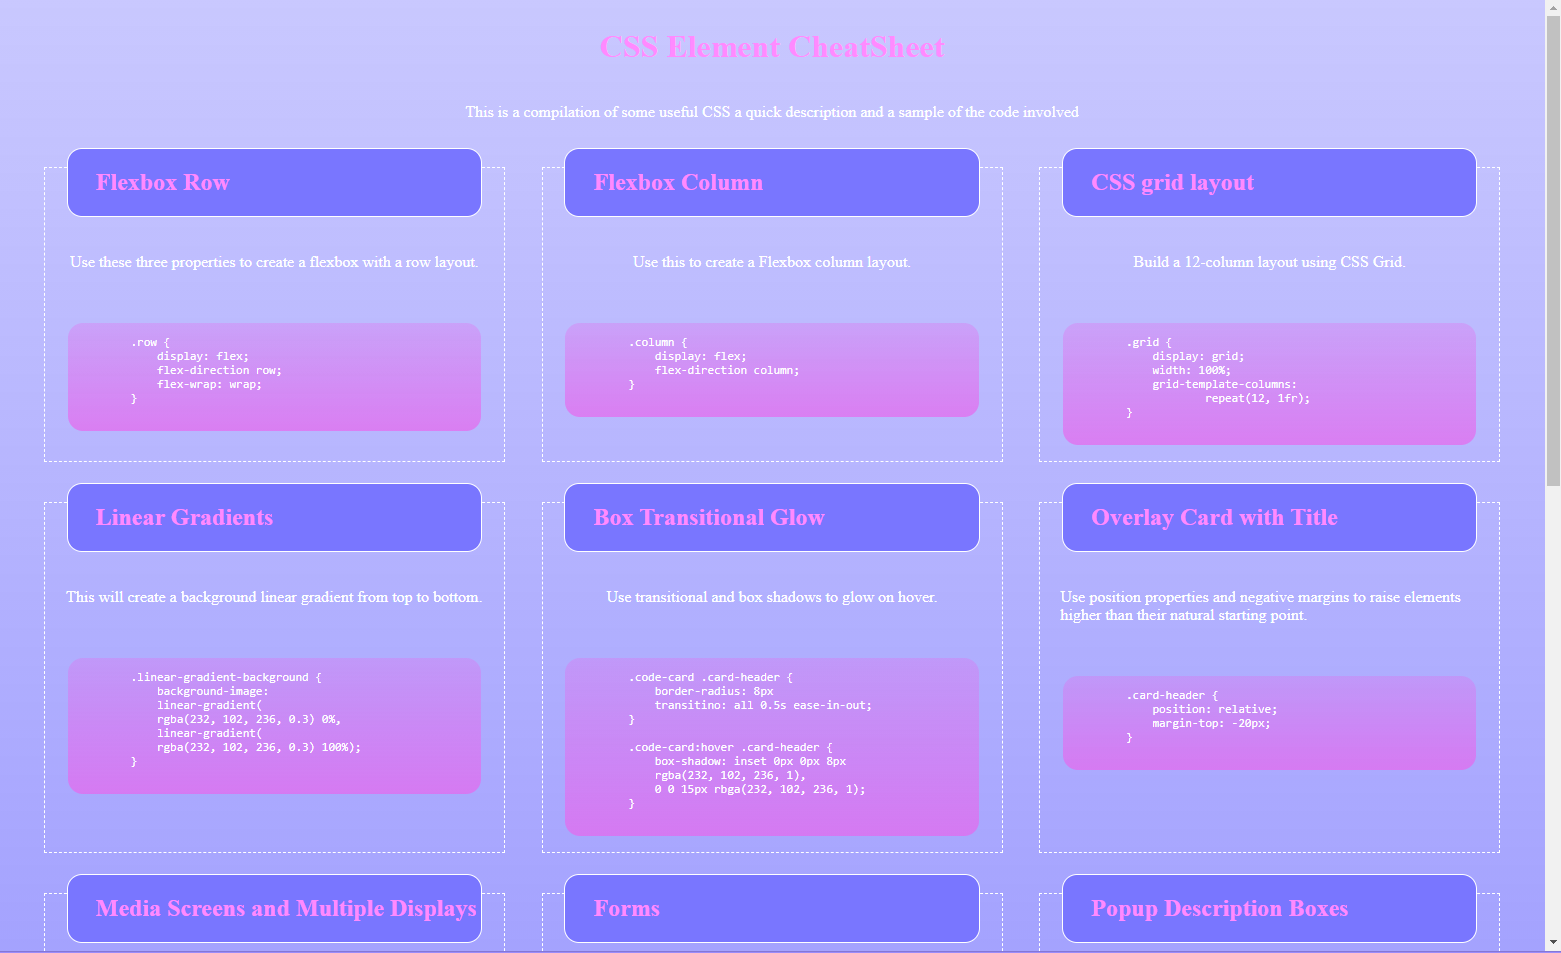 CSS Element CheatSheet
This is a compilation of some useful CSS a quick description and a sample of the code involved
Flexbox Row
Use these three properties to create a flexbox with a row layout.
.row {
display: flex;
flex-direction row;
flex-wrap: wrap;
}
Flexbox Column
Use this to create a Flexbox column layout.
.column {
display: flex;
flex-direction column;
}
CSS grid layout
Build a 12-column layout using CSS Grid.
.grid {
display: grid;
width: 100%;
grid-template-columns:
repeat(12, 1fr);
}
Linear Gradients
This will create a background linear gradient from top to bottom.
.linear-gradient-background {
background-image:
linear-gradient(
rgba(232, 102, 236, 0.3) 0%,
linear-gradient(
rgba(232, 102, 236, 0.3) 100%);
}
Box Transitional Glow
Use transitional and box shadows to glow on hover.
.code-card .card-header {
border-radius: 8px
transitino: all 0.5s ease-in-out;
}
.code-card:hover .card-header {
box-shadow: inset 0px 0px 8px
rgba(232, 102, 236, 1),
0 0 15px rbga(232, 102, 236, 1);
}
Overlay Card with Title
Use position properties and negative margins to raise elements
higher than their natural starting point.
.card-header {
position: relative;
margin-top: -20px;
}
Media Screens and Multiple Displays
Forms
Popup Description Boxes